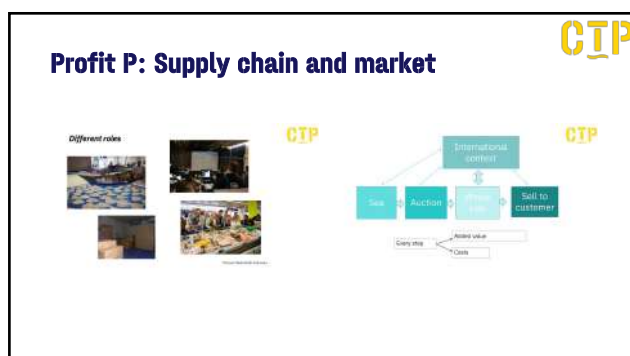 CTP
Profit P: Supply chain and market
Different roles
CTP
CTP
International
context
Sea
Auction
Sell to
customer
Every step
Added value
Costs